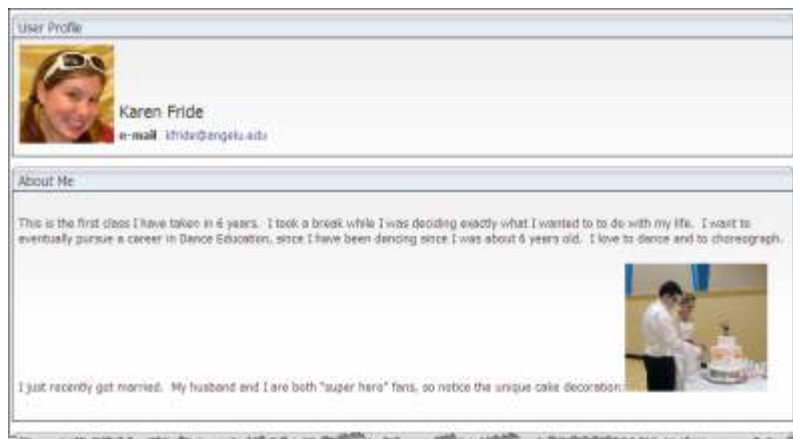 User Profile
Karen Fride
e-mail kfride@angelu.edu
About Me
This is the first class I have taken in 6 years. I took a break while I was deciding exactly what I wanted to to do with my life. I want to
eventually pursue a career in Dance Education, since I have been dancing since I was about 6 years old. I love to dance and to choreograph.
I just recently got married. My husband and I are both "super hero" fans, so notice the unique cake decoration